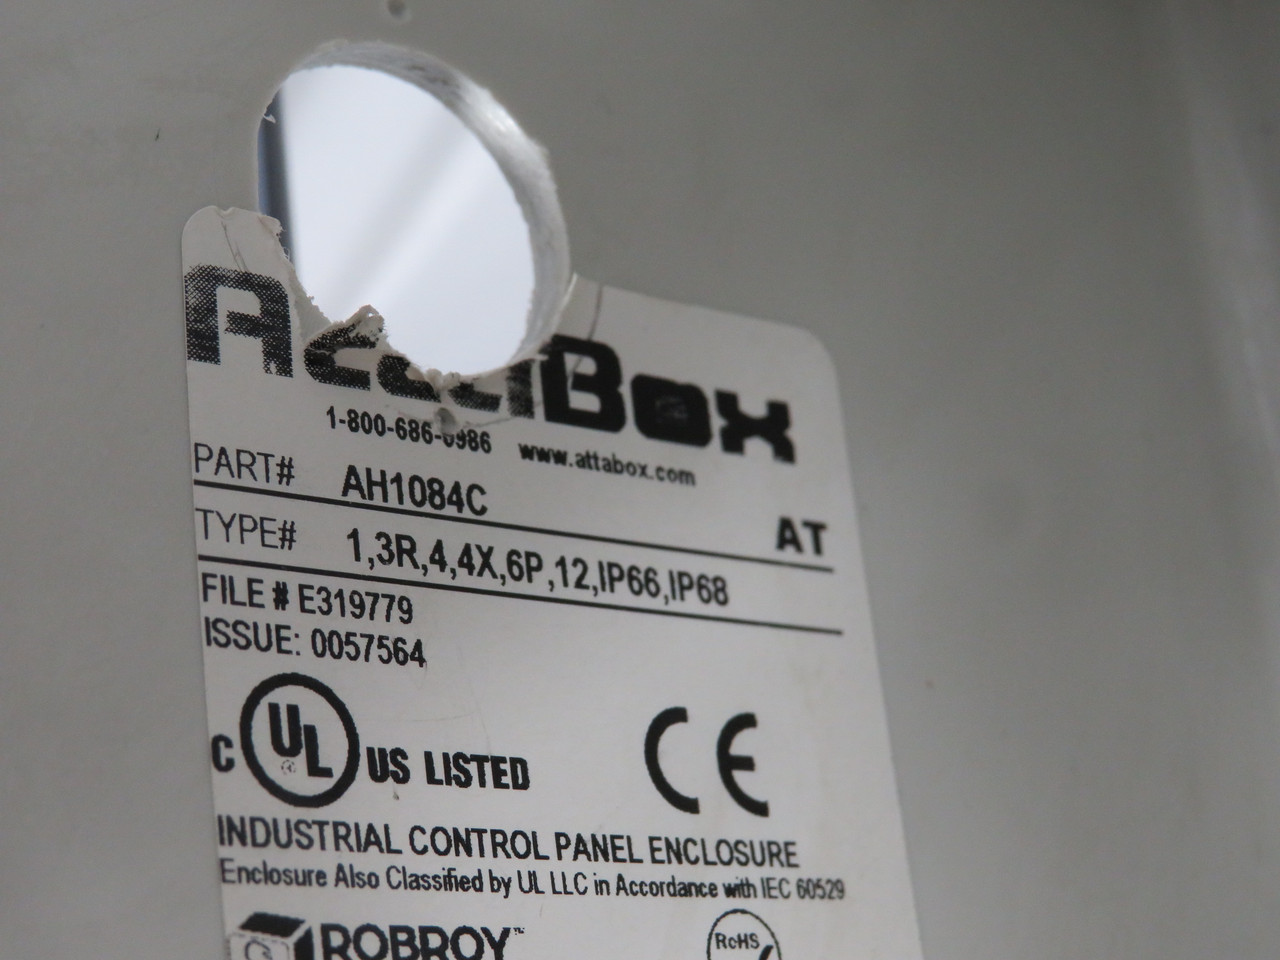 AttaBox
1-800-686-0986 www.attabox.com
PART# AH1084C AT
TYPE# 1,3R,4,4X,6P,12,IP66,IP68
FILE # E319779
ISSUE: 0057564
C UL US LISTED CE
INDUSTRIAL CONTROL PANEL ENCLOSURE
Enclosure Also Classified by UL LLC in Accordance with IEC 60529
ROBROY™ RoHS